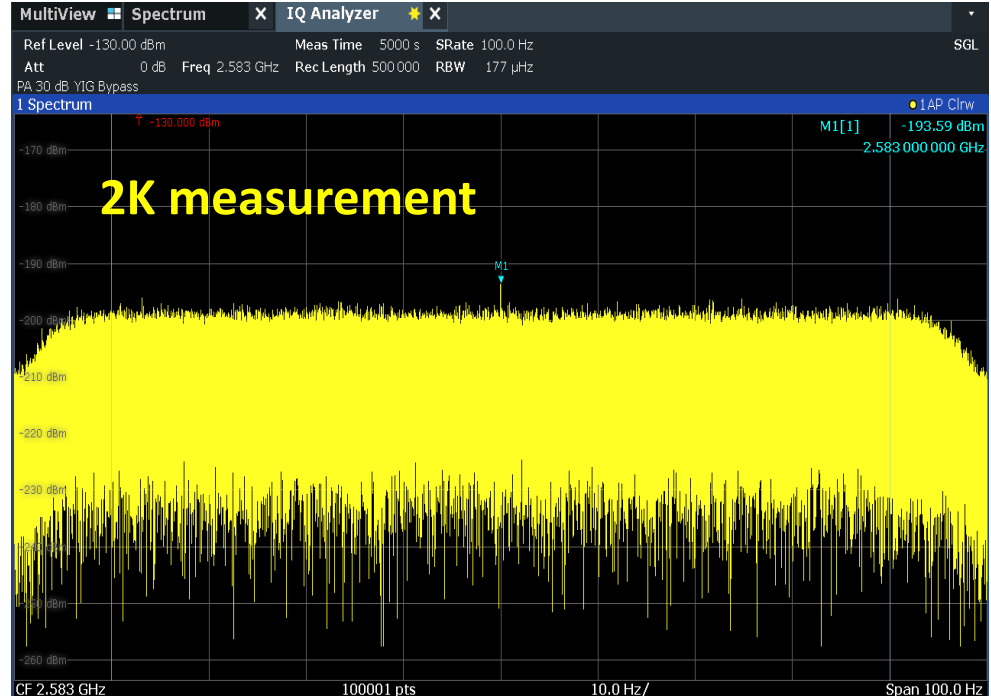 MultiView Spectrum X IQ Analyzer X
Ref Level -130.00 dBm Meas Time 5000 s SRate 100.0 Hz SGL
Att 0 dB Freq 2.583 GHz Rec Length 500 000 RBW 177 µHz
PA 30 dB YIG Bypass
1 Spectrum 1AP Clrw
-130.000 dBm M1[1] -193.59 dBm
2.583 000 000 GHz
-170 dBm
2K measurement
-180 dBm
-190 dBm
M1
-200 dBm
-210 dBm
-220 dBm
-230 dBm
-240 dBm
-250 dBm
-260 dBm
CF 2.583 GHz 100001 pts 10.0 Hz/ Span 100.0 Hz